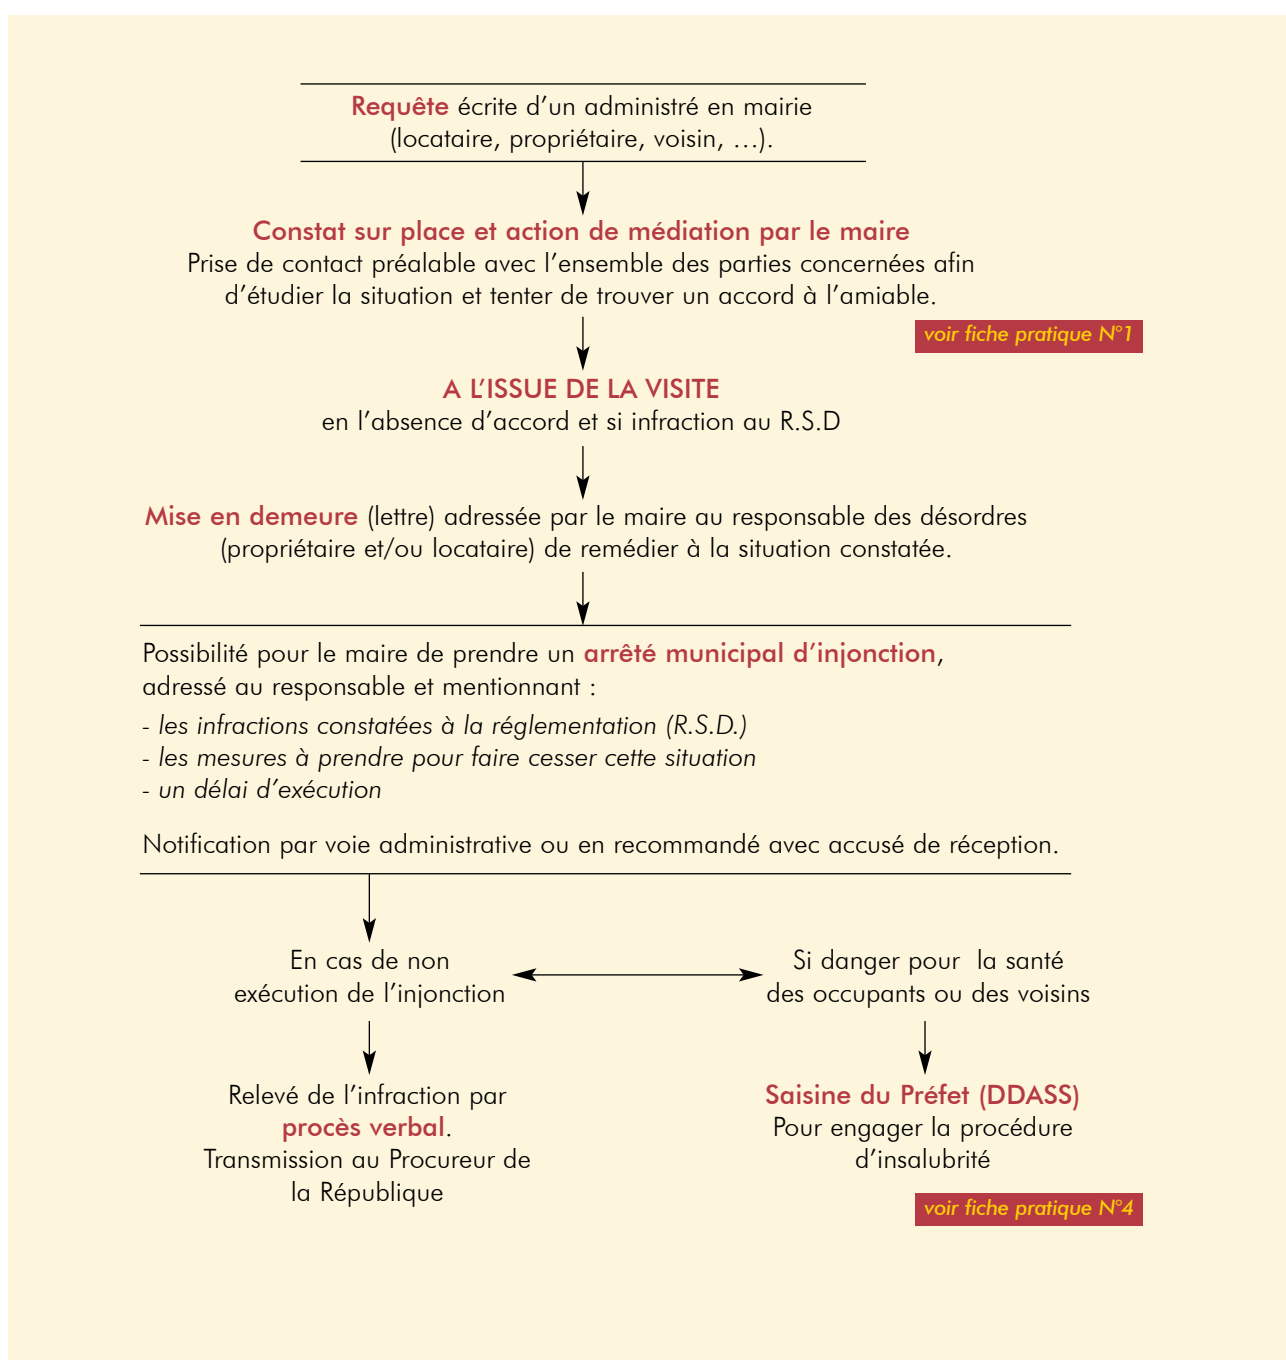 Requête écrite d’un administré en mairie
(locataire, propriétaire, voisin, …).
Constat sur place et action de médiation par le maire
Prise de contact préalable avec l’ensemble des parties concernées afin
d’étudier la situation et tenter de trouver un accord à l’amiable.
voir fiche pratique N°1
A L’ISSUE DE LA VISITE
en l’absence d’accord et si infraction au R.S.D
Mise en demeure (lettre) adressée par le maire au responsable des désordres
(propriétaire et/ou locataire) de remédier à la situation constatée.
Possibilité pour le maire de prendre un arrêté municipal d’injonction,
adressé au responsable et mentionnant :
- les infractions constatées à la réglementation (R.S.D.)
- les mesures à prendre pour faire cesser cette situation
- un délai d’exécution
Notification par voie administrative ou en recommandé avec accusé de réception.
En cas de non
exécution de l’injonction
Si danger pour la santé
des occupants ou des voisins
Relevé de l’infraction par
procès verbal.
Transmission au Procureur de
la République
Saisine du Préfet (DDASS)
Pour engager la procédure
d’insalubrité
voir fiche pratique N°4